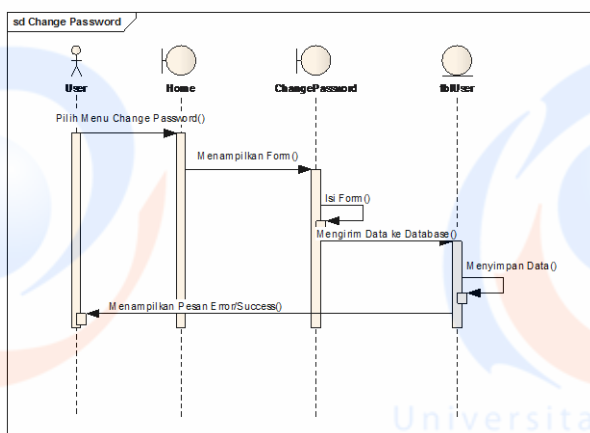 sd Change Password
User
Home
ChangePassword
tblUser
Pilih Menu Change Password()
Menampilkan Form()
Isi Form()
Mengirim Data ke Database()
Menyimpan Data()
Menampilkan Pesan Error/Success()
Universita